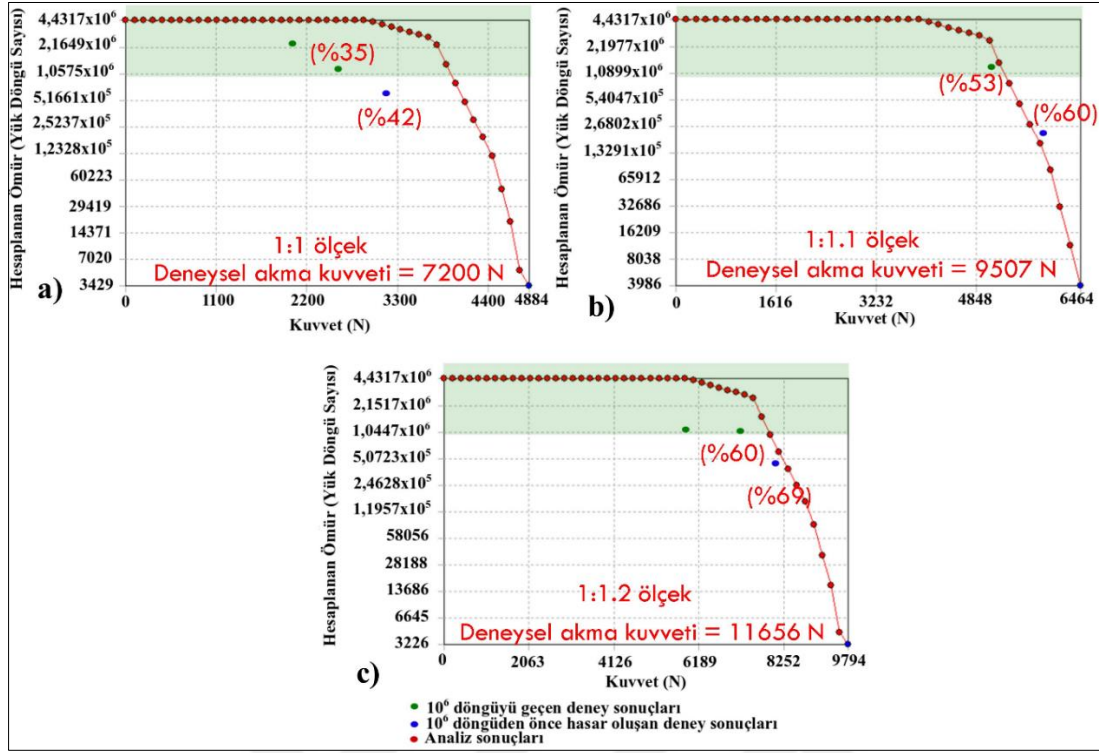 Hesaplanan Ömür (Yük Döngü Sayısı)
4,4317x10⁶
2,1649x10⁶
1,0575x10⁶
5,1661x10⁵
2,5237x10⁵
1,2328x10⁵
60223
29419
14371
7020
3429
(%35)
(%42)
1:1 ölçek
Deneysel akma kuvveti = 7200 N
a)
0 1100 2200 3300 4400 4884
Kuvvet (N)
Hesaplanan Ömür (Yük Döngü Sayısı)
4,4317x10⁶
2,1977x10⁶
1,0899x10⁶
5,4047x10⁵
2,6802x10⁵
1,3291x10⁵
65912
32686
16209
8038
3986
(%53)
(%60)
1:1.1 ölçek
Deneysel akma kuvveti = 9507 N
b)
0 1616 3232 4848 6464
Kuvvet (N)
Hesaplanan Ömür (Yük Döngü Sayısı)
4,4317x10⁶
2,1517x10⁶
1,0447x10⁶
5,0723x10⁵
2,4628x10⁵
1,1957x10⁵
58056
28188
13686
6645
3226
(%60)
(%69)
1:1.2 ölçek
Deneysel akma kuvveti = 11656 N
c)
0 2063 4126 6189 8252 9794
Kuvvet (N)
10⁶ döngüyü geçen deney sonuçları
10⁶ döngüden önce hasar oluşan deney sonuçları
Analiz sonuçları